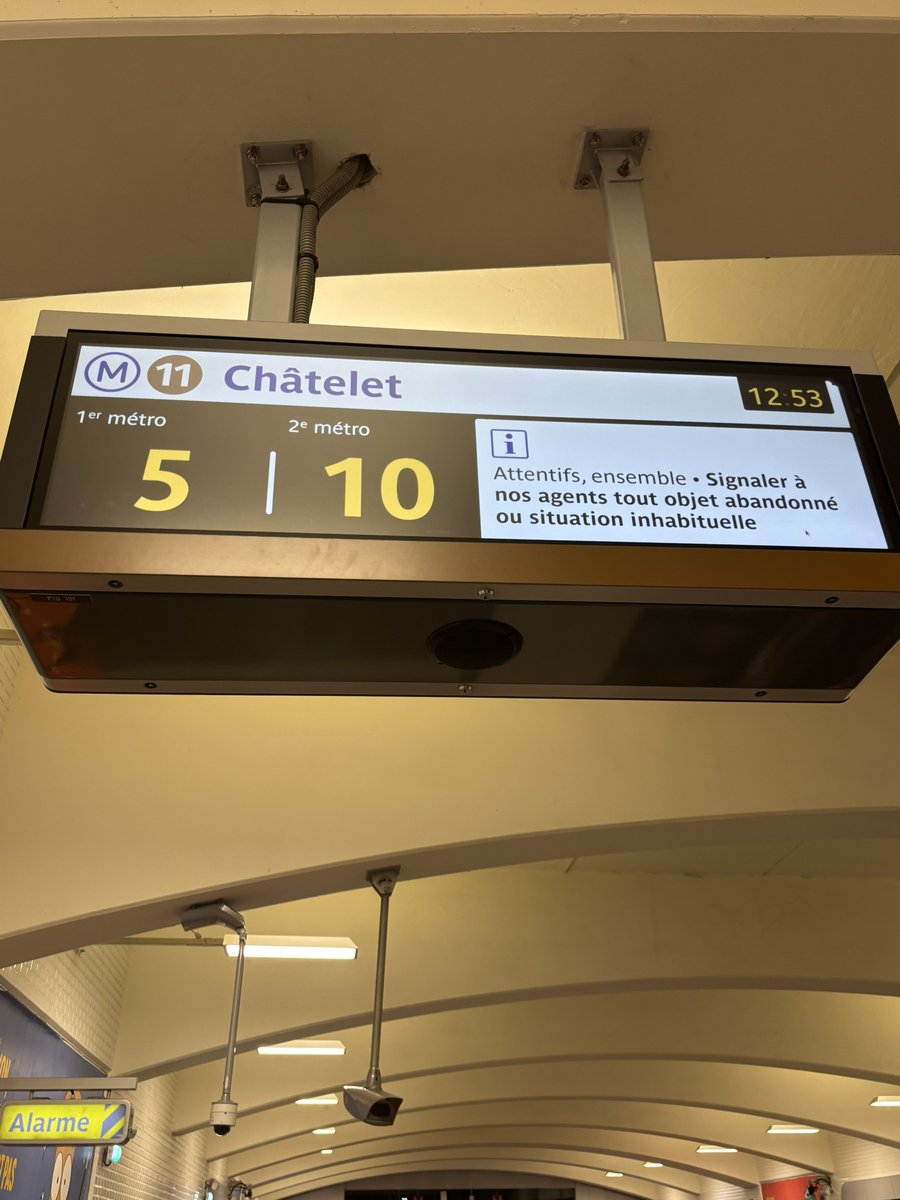 M 11 Châtelet 12:53
1er métro 2e métro
5 10
i
Attentifs, ensemble • Signaler à
nos agents tout objet abandonné
ou situation inhabituelle
Alarme